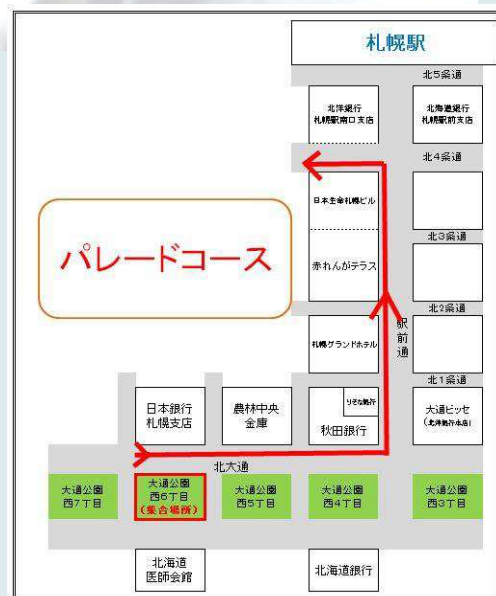 札幌駅
北5条通
北洋銀行
札幌駅南口支店
北海道銀行
札幌駅前支店
北4条通
日本生命札幌ビル
パレードコース
北3条通
赤れんがテラス
北2条通
駅前通
札幌グランドホテル
北1条通
日本銀行
札幌支店
農林中央
金庫
りそな銀行
秋田銀行
大通ビッセ
(北洋銀行本店)
北大通
大通公園
西7丁目
大通公園
西6丁目
(集合場所)
大通公園
西5丁目
大通公園
西4丁目
大通公園
西3丁目
北海道
医師会館
北海道銀行